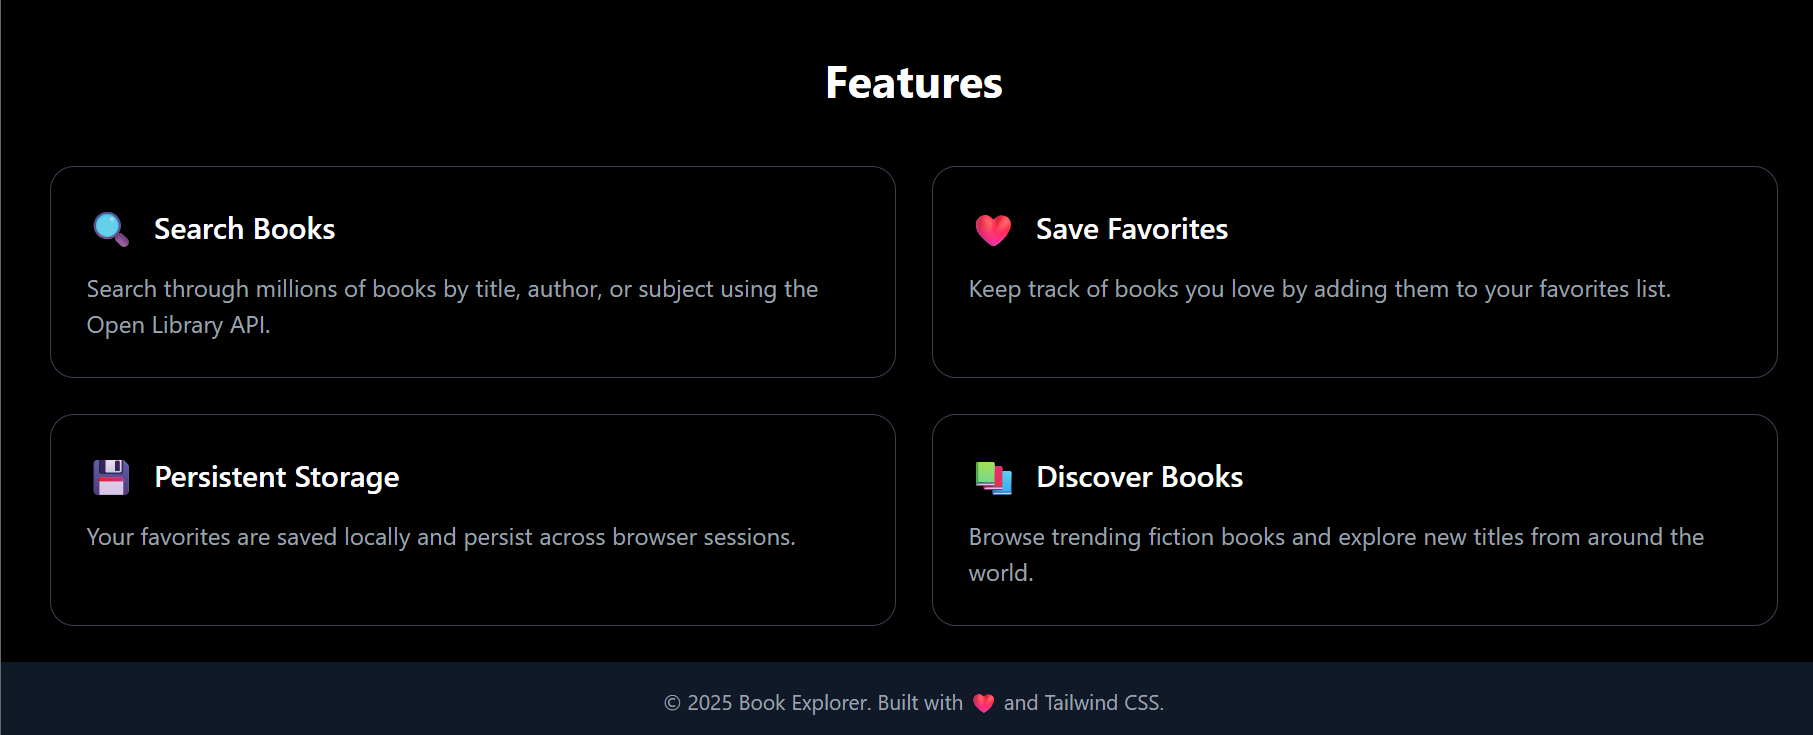 Features
Search Books
Search through millions of books by title, author, or subject using the
Open Library API.
Save Favorites
Keep track of books you love by adding them to your favorites list.
Persistent Storage
Your favorites are saved locally and persist across browser sessions.
Discover Books
Browse trending fiction books and explore new titles from around the
world.
© 2025 Book Explorer. Built with ❤️ and Tailwind CSS.